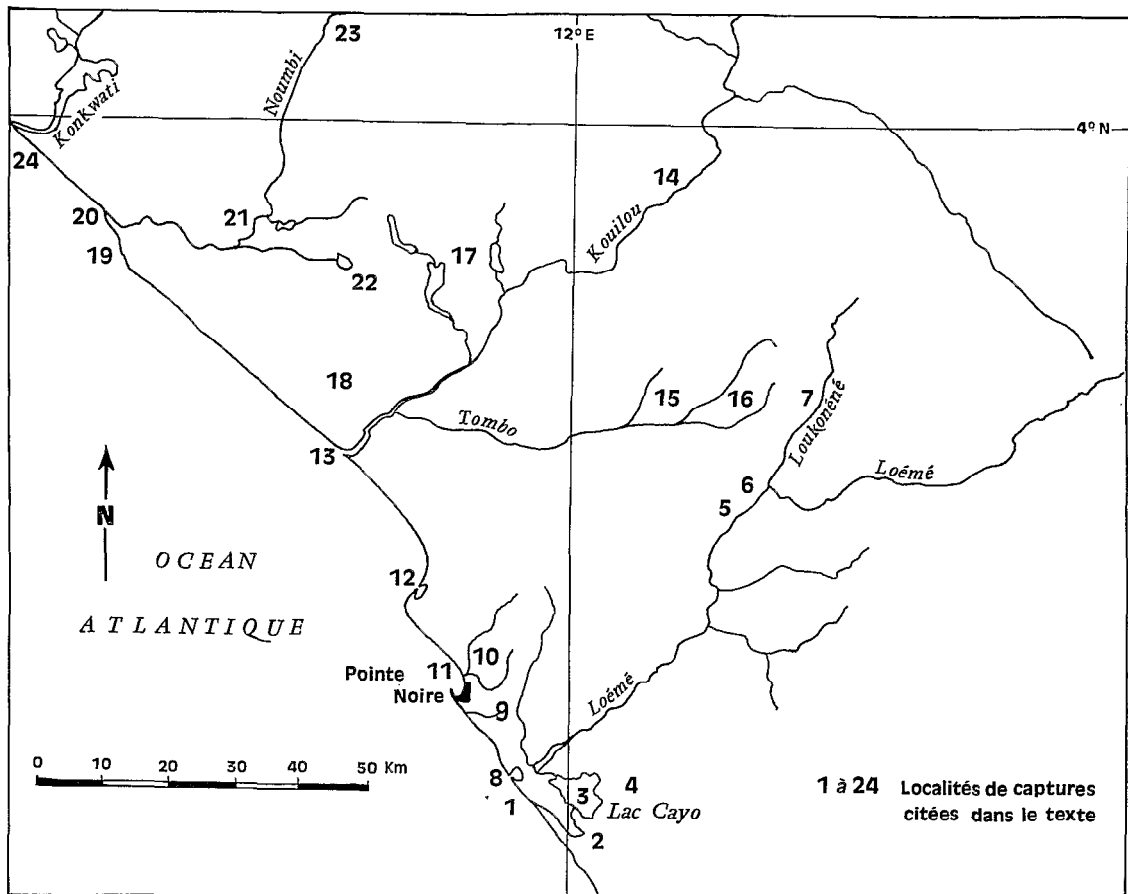 23
12° E
Noumbi
KonKwati
4° N
24
14
20
21
Kouilou
19
17
22
18
15
16
7
Tombo
Loukonéné
13
Loémé
6
5
N
OCEAN
12
ATLANTIQUE
10
11
Pointe
Noire
Loémé
9
0 10 20 30 40 50 Km
8
4
3
1 à 24 Localités de captures
1
Lac Cayo
citées dans le texte
2